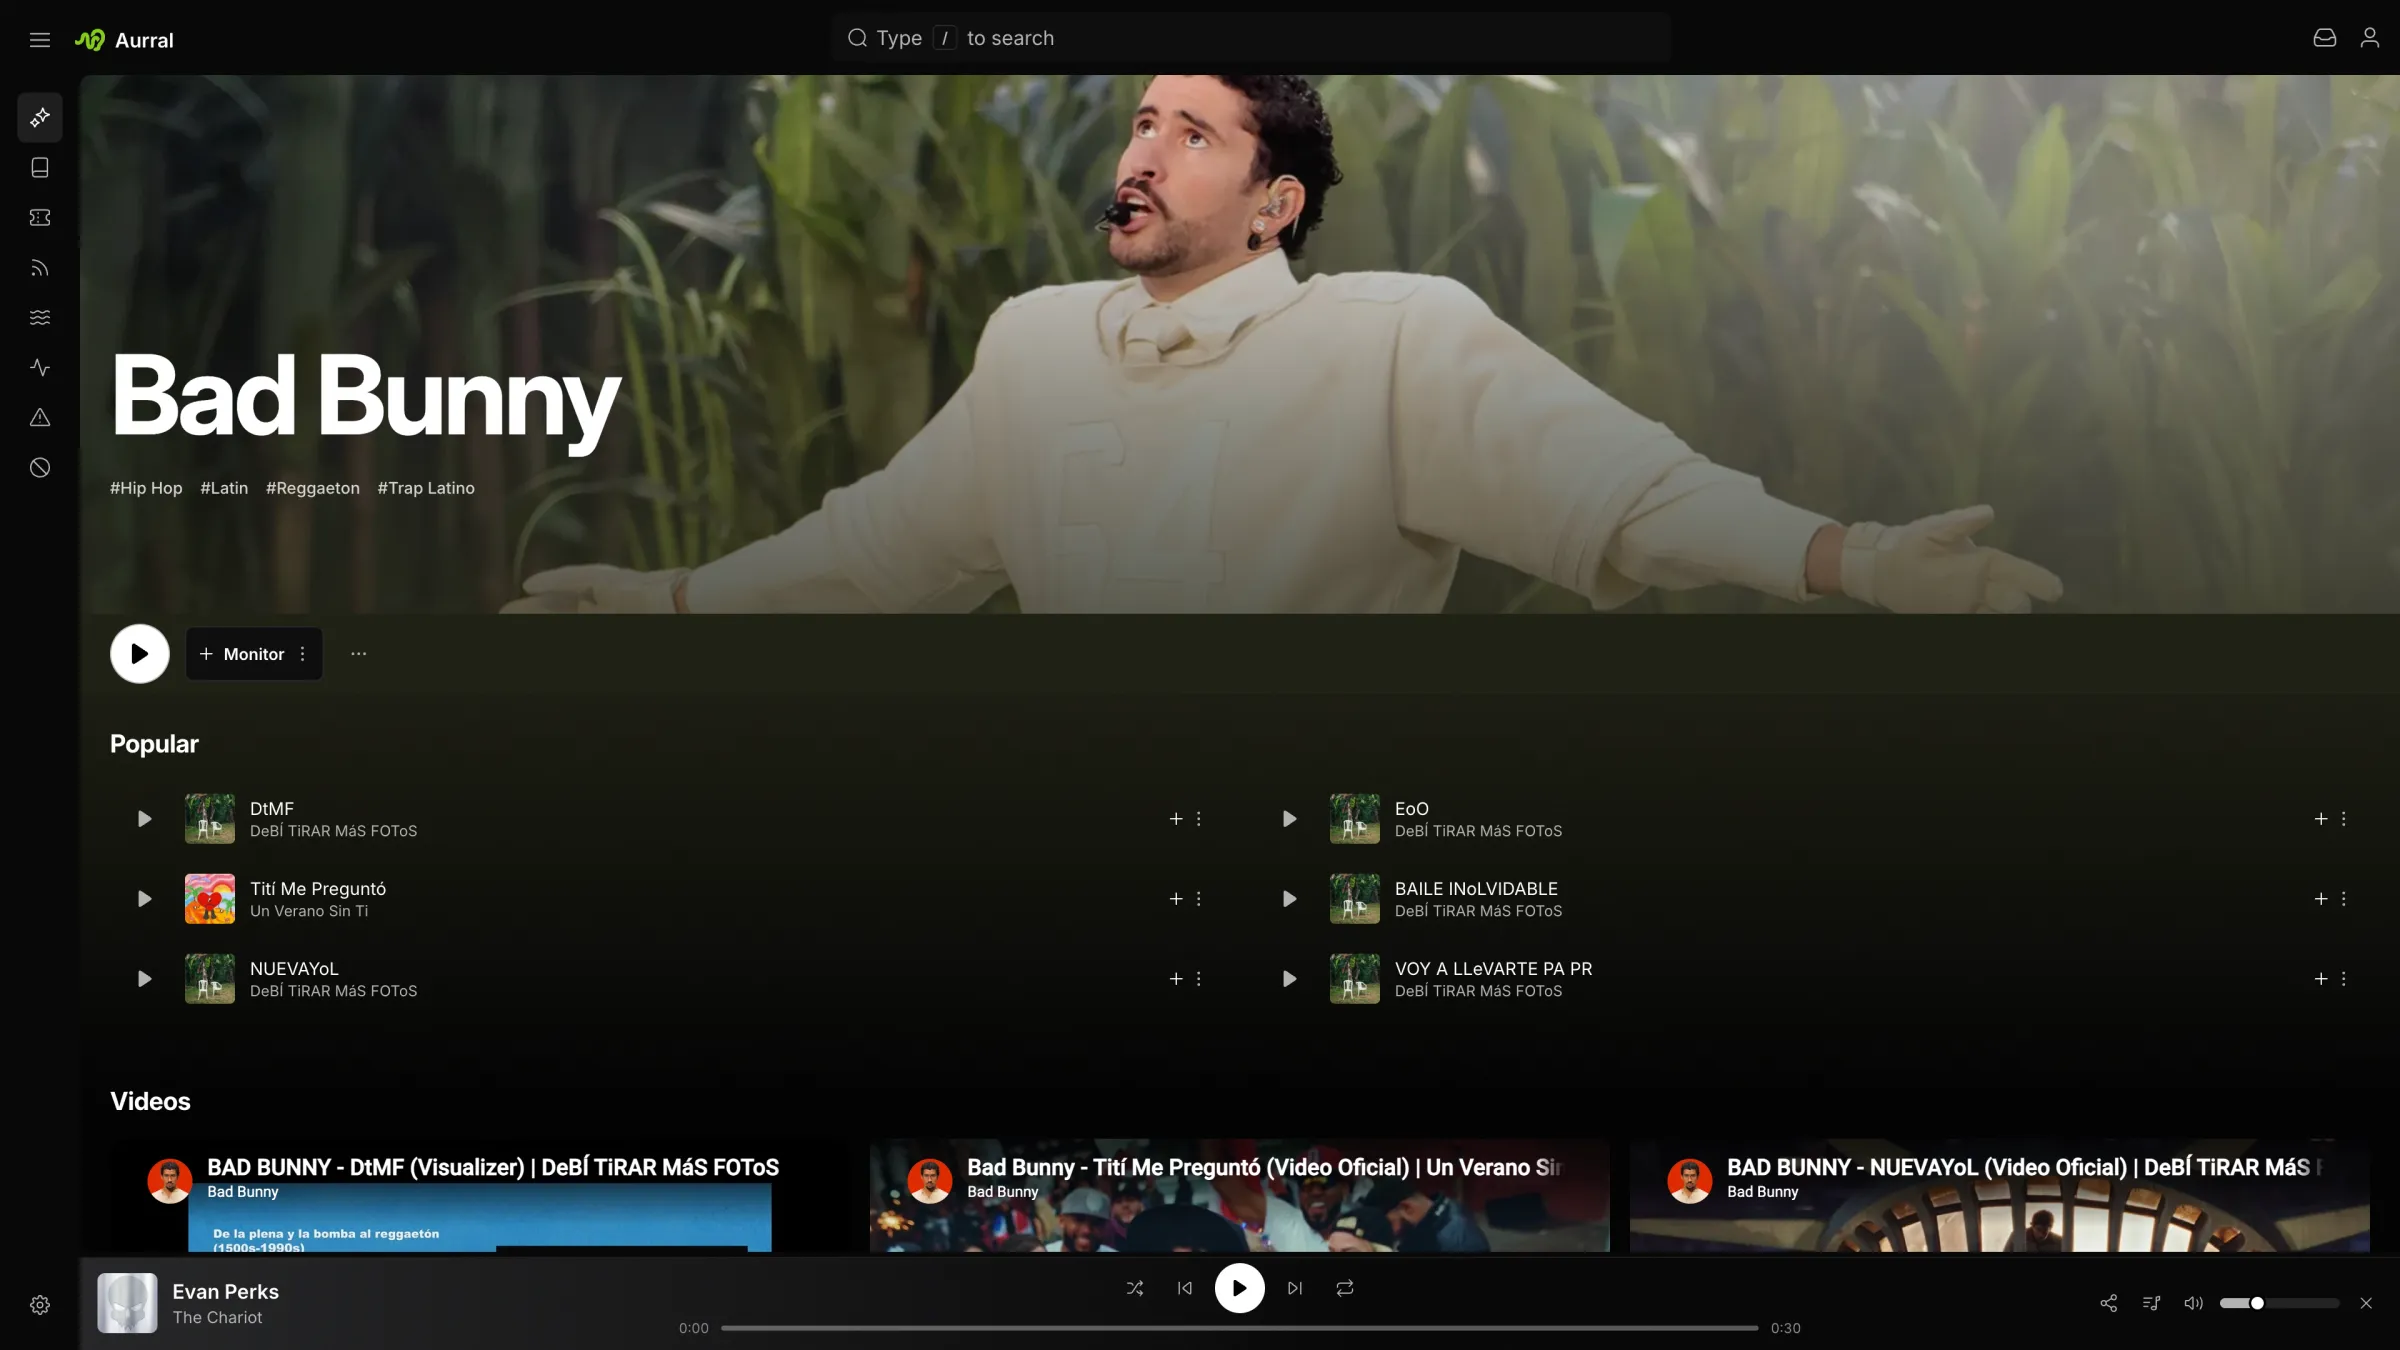 Aurral
Type / to search
Bad Bunny
#Hip Hop #Latin #Reggaeton #Trap Latino
Monitor
Popular
DtMF
DeBÍ TiRAR MáS FOToS
EoO
DeBÍ TiRAR MáS FOToS
Tití Me Preguntó
Un Verano Sin Ti
BAILE INoLVIDABLE
DeBÍ TiRAR MáS FOToS
NUEVAYoL
DeBÍ TiRAR MáS FOToS
VOY A LLeVARTE PA PR
DeBÍ TiRAR MáS FOToS
Videos
BAD BUNNY - DtMF (Visualizer) | DeBÍ TiRAR MáS FOToS
Bad Bunny
De la plena y la bomba al reggaetón
(1500s-1990s)
Bad Bunny - Tití Me Preguntó (Video Oficial) | Un Verano Sin
Bad Bunny
BAD BUNNY - NUEVAYoL (Video Oficial) | DeBÍ TiRAR MáS F
Bad Bunny
Evan Perks
The Chariot
0:00
0:30